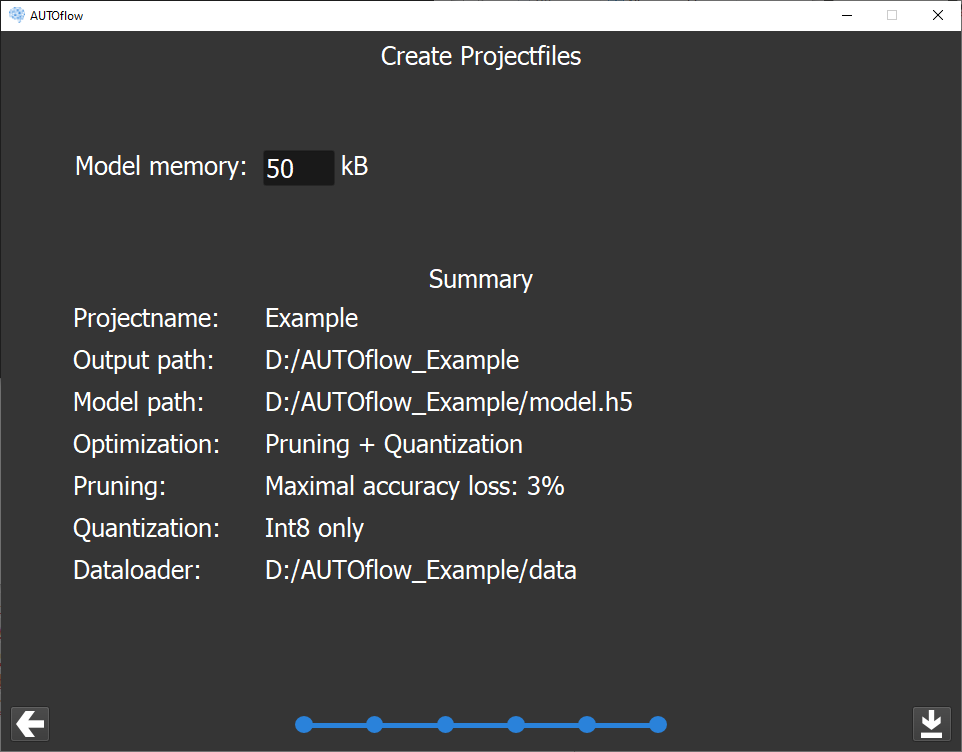 AUTOflow
Create Projectfiles
Model memory: 50 kB
Summary
Projectname: Example
Output path: D:/AUTOflow_Example
Model path: D:/AUTOflow_Example/model.h5
Optimization: Pruning + Quantization
Pruning: Maximal accuracy loss: 3%
Quantization: Int8 only
Dataloader: D:/AUTOflow_Example/data